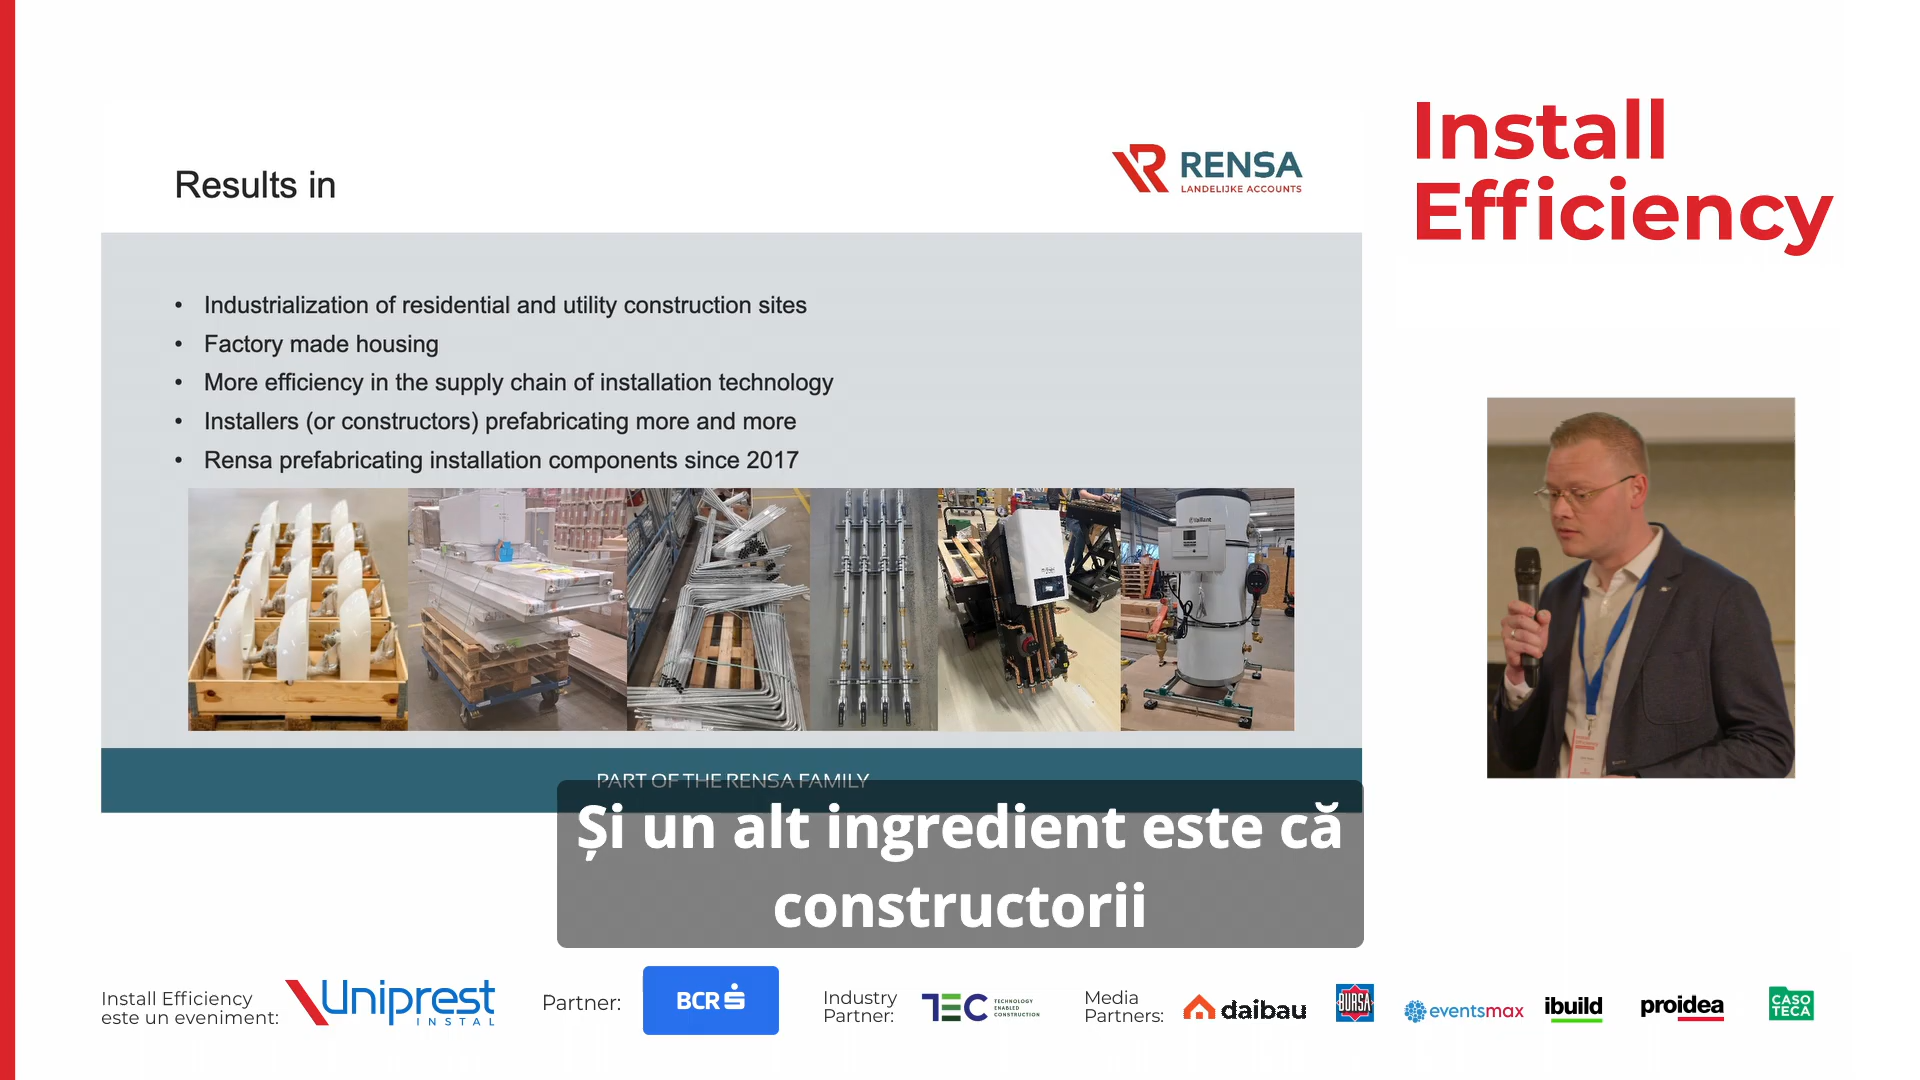 Install
Efficiency
Results in
RENSA
LANDELIJKE ACCOUNTS
• Industrialization of residential and utility construction sites
• Factory made housing
• More efficiency in the supply chain of installation technology
• Installers (or constructors) prefabricating more and more
• Rensa prefabricating installation components since 2017
Vaillant
PART OF THE RENSA FAMILY
Și un alt ingredient este că
constructorii
Install Efficiency
este un eveniment:
Uniprest
INSTAL
Partner:
BCR
Industry
Partner:
TEC
TECHNOLOGY
ENABLED
CONSTRUCTION
Media
Partners:
daibau
BURSA
eventsmax
ibuild
proidea
CASO
TECA